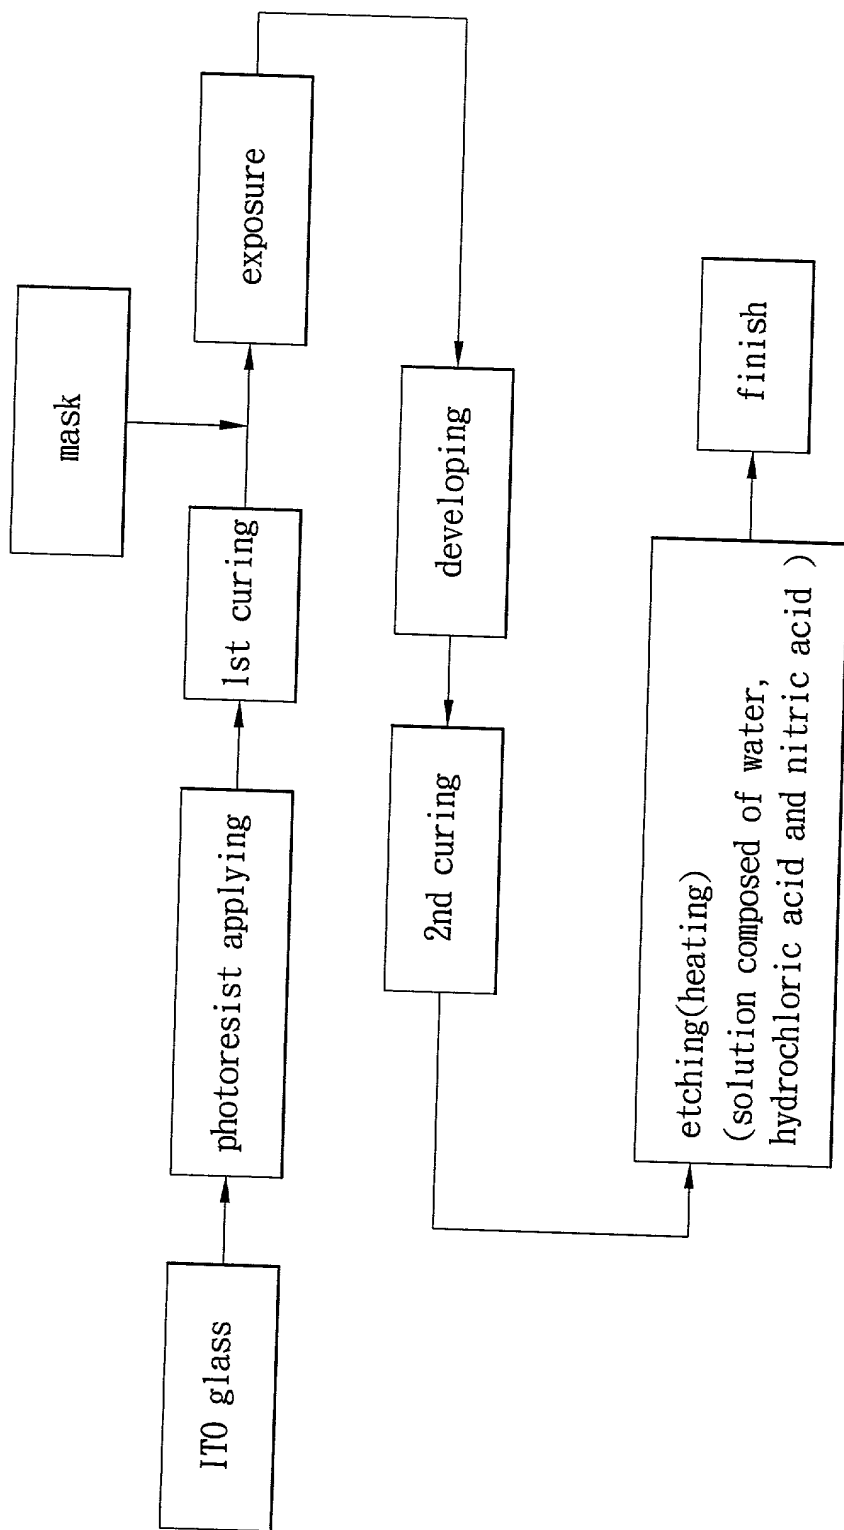 ITO glass
photoresist applying
1st curing
mask
exposure
developing
2nd curing
etching(heating)
(solution composed of water,
hydrochloric acid and nitric acid )
finish